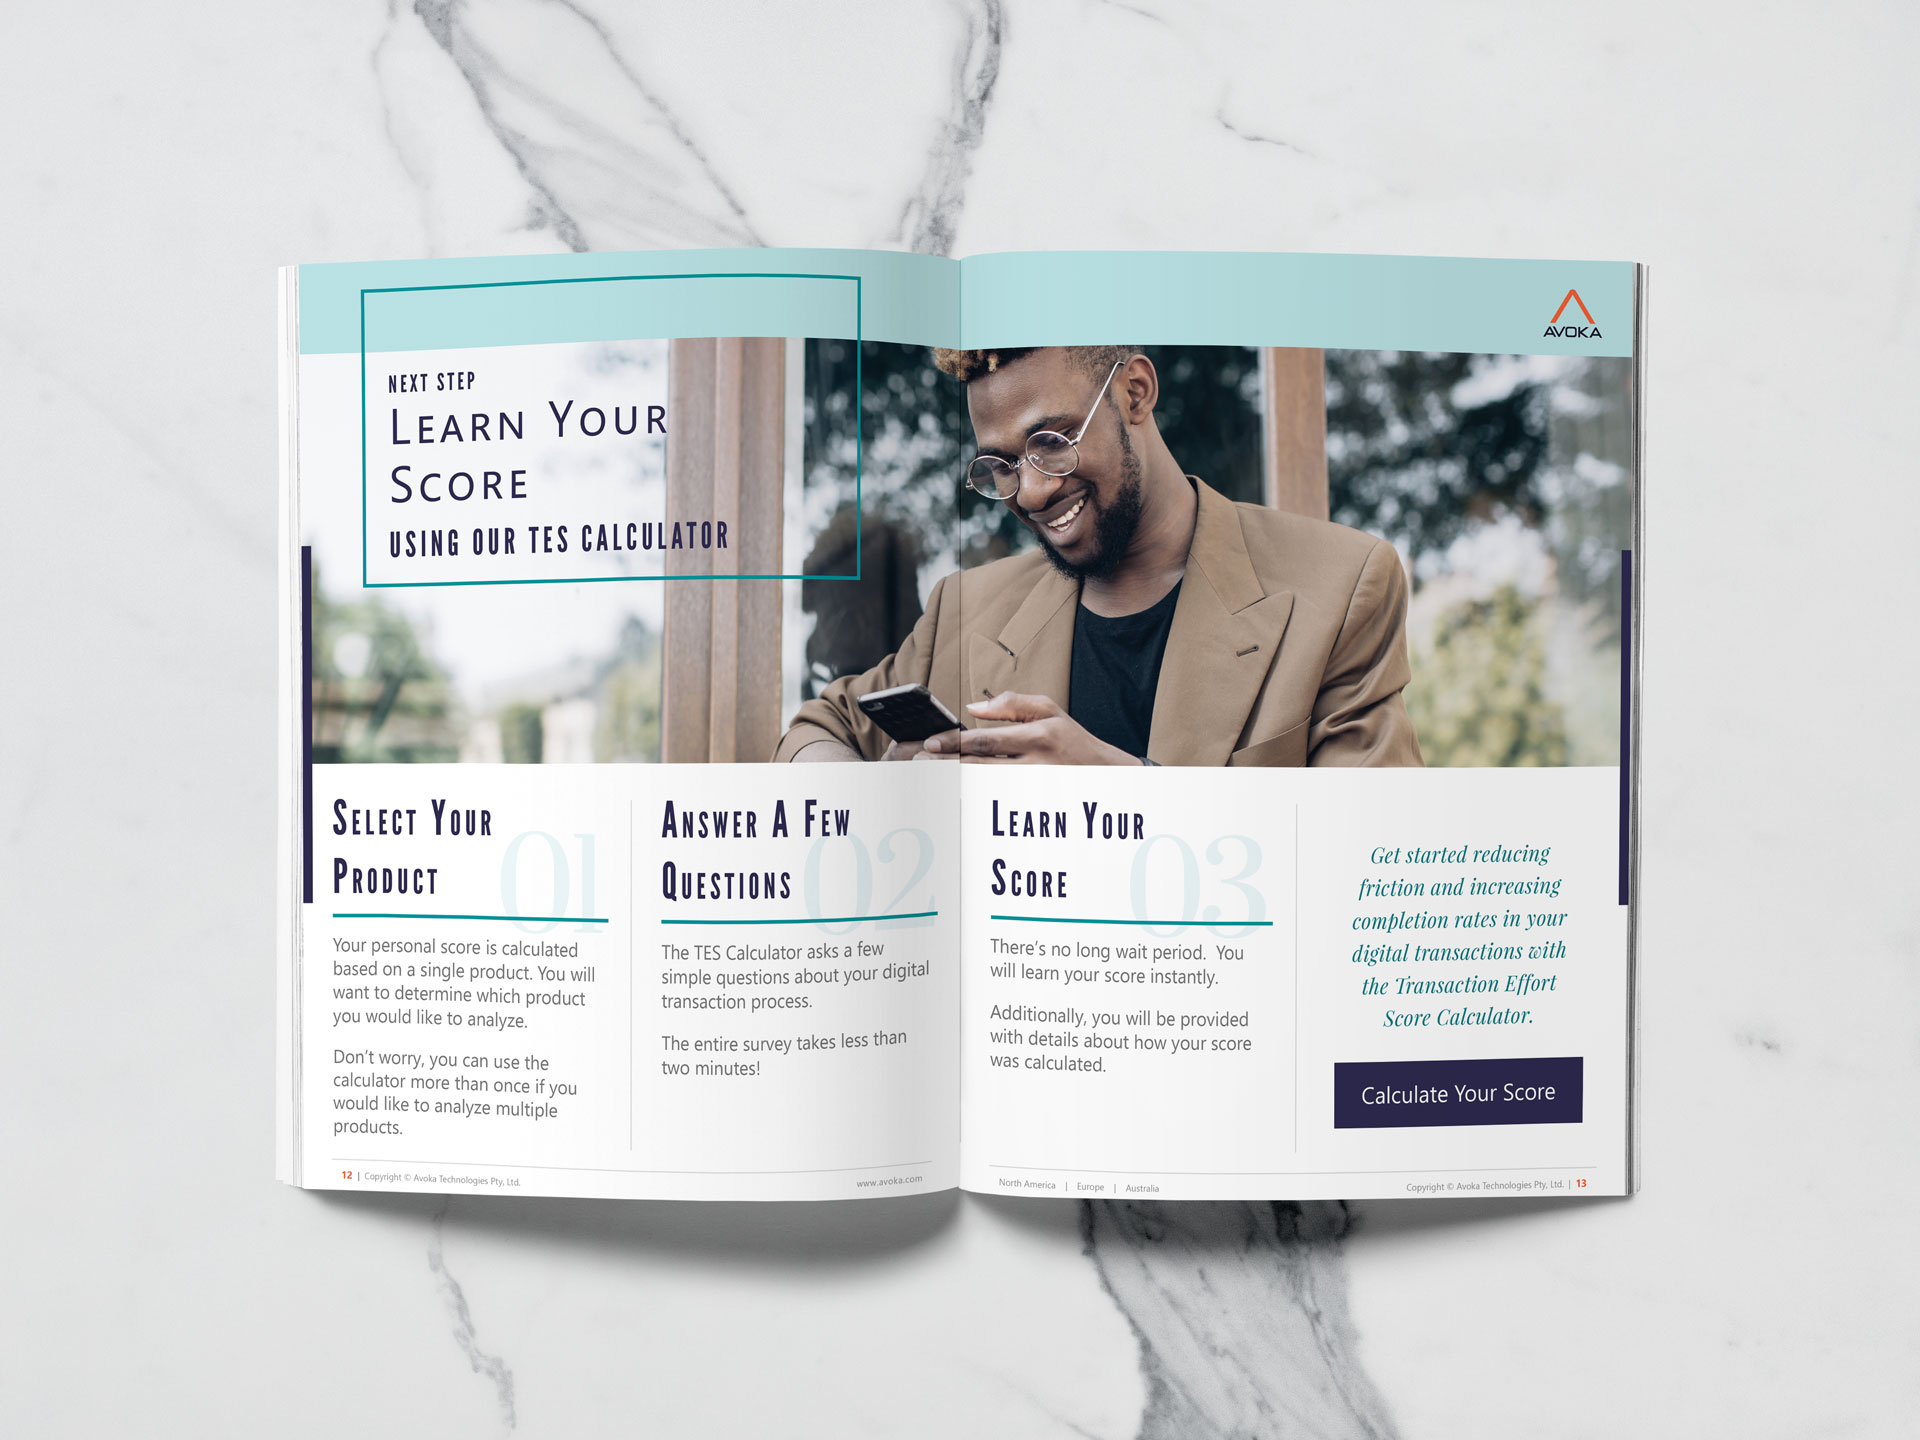 AVOKA
NEXT STEP
LEARN YOUR
SCORE
USING OUR TES CALCULATOR
SELECT YOUR
PRODUCT
01
Your personal score is calculated
based on a single product. You will
want to determine which product
you would like to analyze.
Don't worry, you can use the
calculator more than once if you
would like to analyze multiple
products.
ANSWER A FEW
QUESTIONS
02
The TES Calculator asks a few
simple questions about your digital
transaction process.
The entire survey takes less than
two minutes!
LEARN YOUR
SCORE
03
There's no long wait period. You
will learn your score instantly.
Additionally, you will be provided
with details about how your score
was calculated.
Get started reducing
friction and increasing
completion rates in your
digital transactions with
the Transaction Effort
Score Calculator.
Calculate Your Score
12 | Copyright © Avoka Technologies Pty, Ltd.
www.avoka.com
North America | Europe | Australia
Copyright © Avoka Technologies Pty, Ltd. | 13